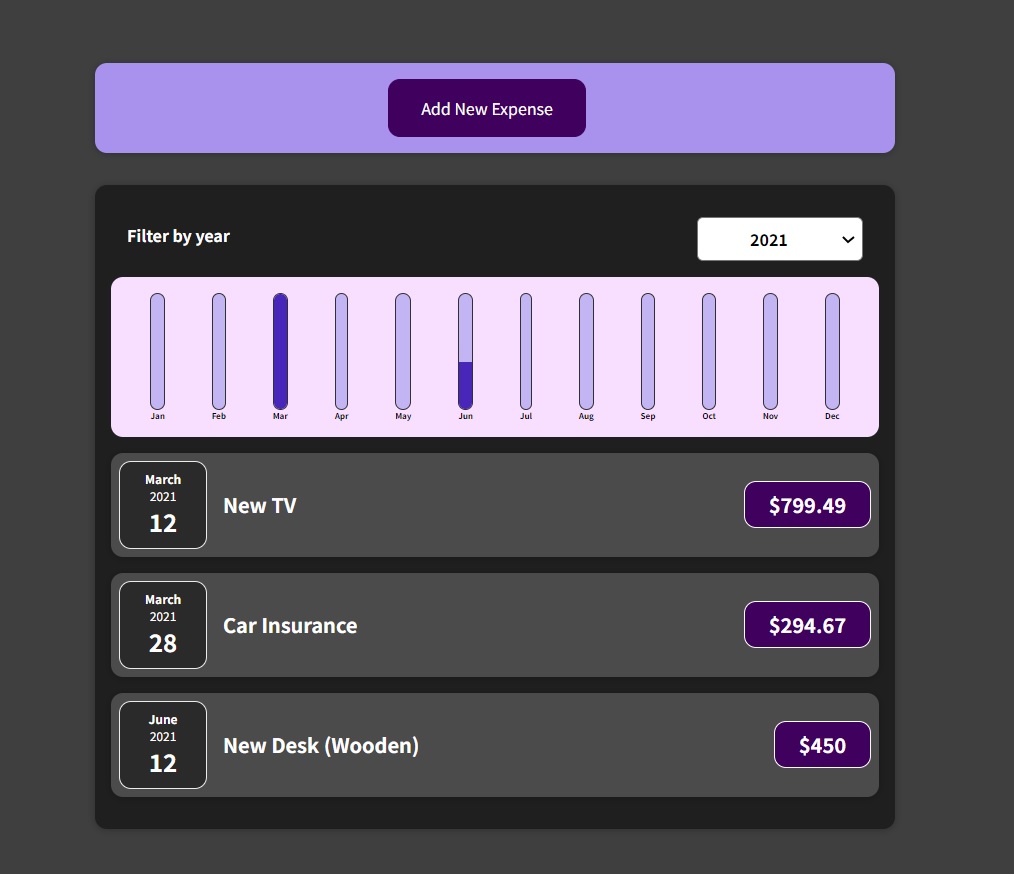 Add New Expense
Filter by year
2021
Jan Feb Mar Apr May Jun Jul Aug Sep Oct Nov Dec
March
2021
12
New TV
$799.49
March
2021
28
Car Insurance
$294.67
June
2021
12
New Desk (Wooden)
$450